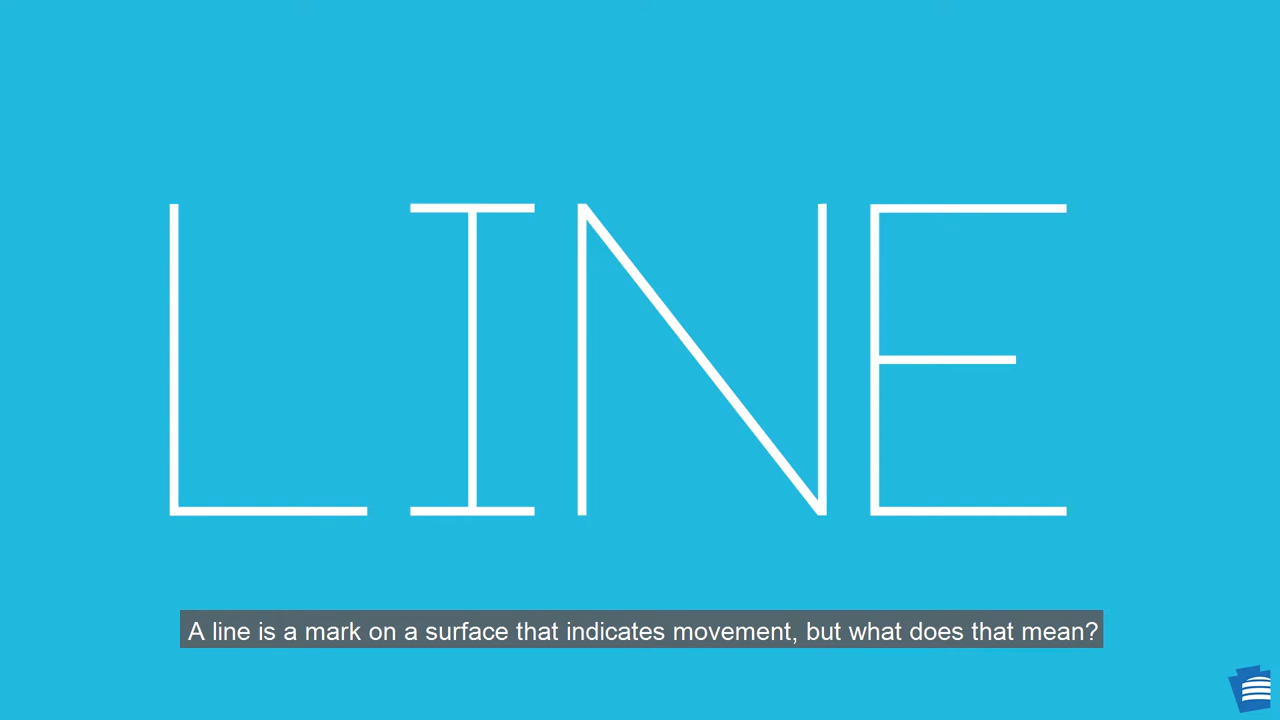 LINE
A line is a mark on a surface that indicates movement, but what does that mean?